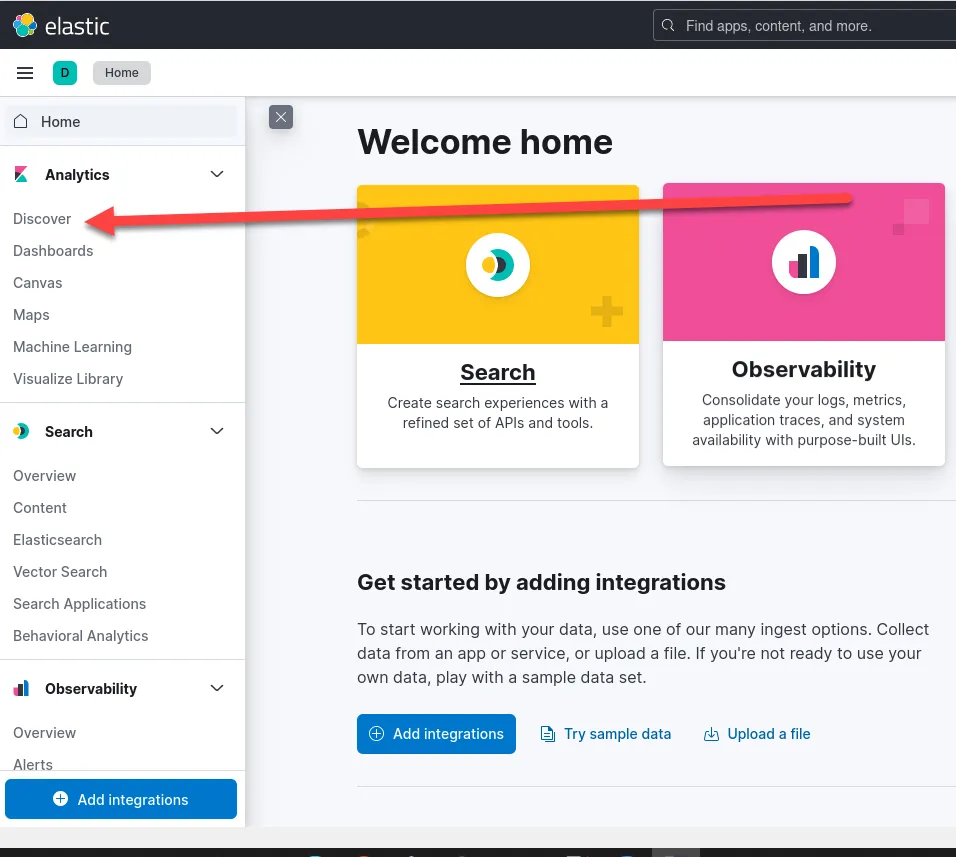 elastic
Find apps, content, and more.
D
Home
Home
Analytics
Discover
Dashboards
Canvas
Maps
Machine Learning
Visualize Library
Search
Overview
Content
Elasticsearch
Vector Search
Search Applications
Behavioral Analytics
Observability
Overview
Alerts
Add integrations
Welcome home
Search
Create search experiences with a
refined set of APIs and tools.
Observability
Consolidate your logs, metrics,
application traces, and system
availability with purpose-built UIs.
Get started by adding integrations
To start working with your data, use one of our many ingest options. Collect
data from an app or service, or upload a file. If you're not ready to use your
own data, play with a sample data set.
Add integrations
Try sample data
Upload a file